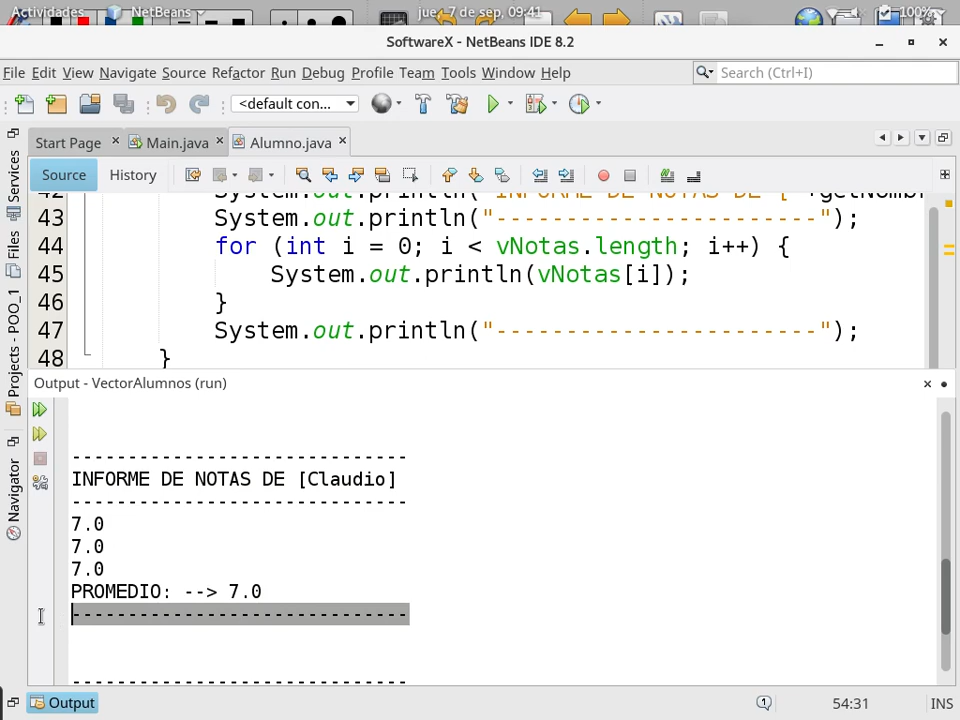 Actividades NetBeans jue, 7 de sep, 09:41 100%
SoftwareX - NetBeans IDE 8.2
File Edit View Navigate Source Refactor Run Debug Profile Team Tools Window Help
Search (Ctrl+I)
<default con...
Start Page Main.java Alumno.java
Source History
Services
Files
Projects - POO_1
Navigator
42 System.out.println("INFORME DE NOTAS DE [
43 System.out.println("-----------------------");
44 for (int i = 0; i < vNotas.length; i++) {
45 System.out.println(vNotas[i]);
46 }
47 System.out.println("-----------------------");
48 }
Output - VectorAlumnos (run)
------------------------------
INFORME DE NOTAS DE [Claudio]
------------------------------
7.0
7.0
7.0
PROMEDIO: --> 7.0
------------------------------
------------------------------
Output
1
54:31 INS